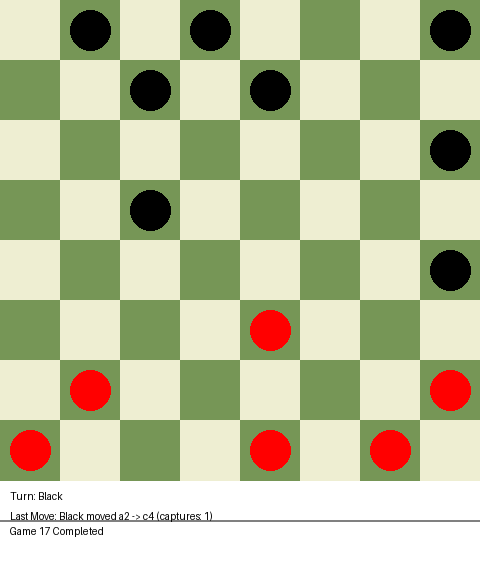 Turn: Black
Last Move: Black moved a2 -> c4 (captures: 1)
Game 17 Completed